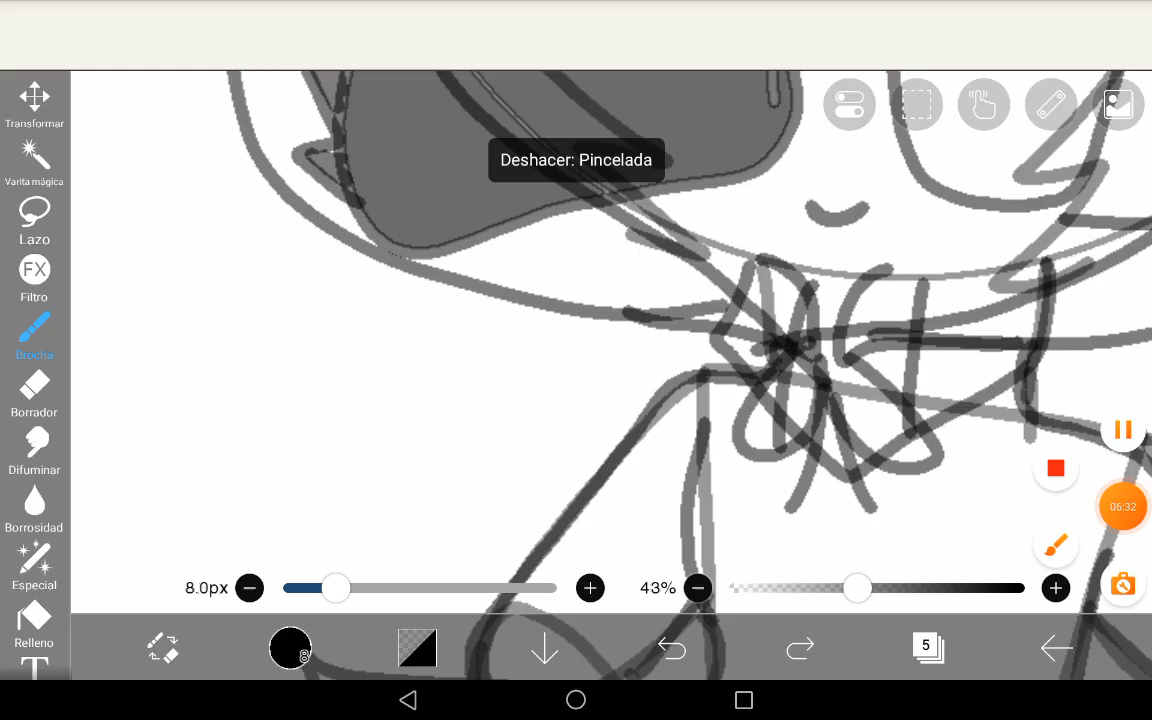 Transformar
Varita mágica
Lazo
FX
Filtro
Brocha
Borrador
Difuminar
Borrosidad
Especial
Relleno
T
Deshacer: Pincelada
06:32
8.0px
43%
8
5